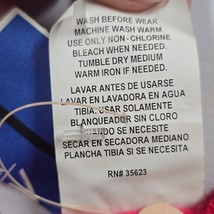 WASH BEFORE WEAR
MACHINE WASH WARM
USE ONLY NON-CHLORINE
BLEACH WHEN NEEDED.
TUMBLE DRY MEDIUM
WARM IRON IF NEEDED.
LAVAR ANTES DE USARSE
LAVAR EN LAVADORA EN AGUA
TIBIA. USAR SOLAMENTE
BLANQUEADOR SIN CLORO
CUANDO SE NECESITE
SECAR EN SECADORA MEDIANO
PLANCHA TIBIA SI SE NECESITA
RN# 35623